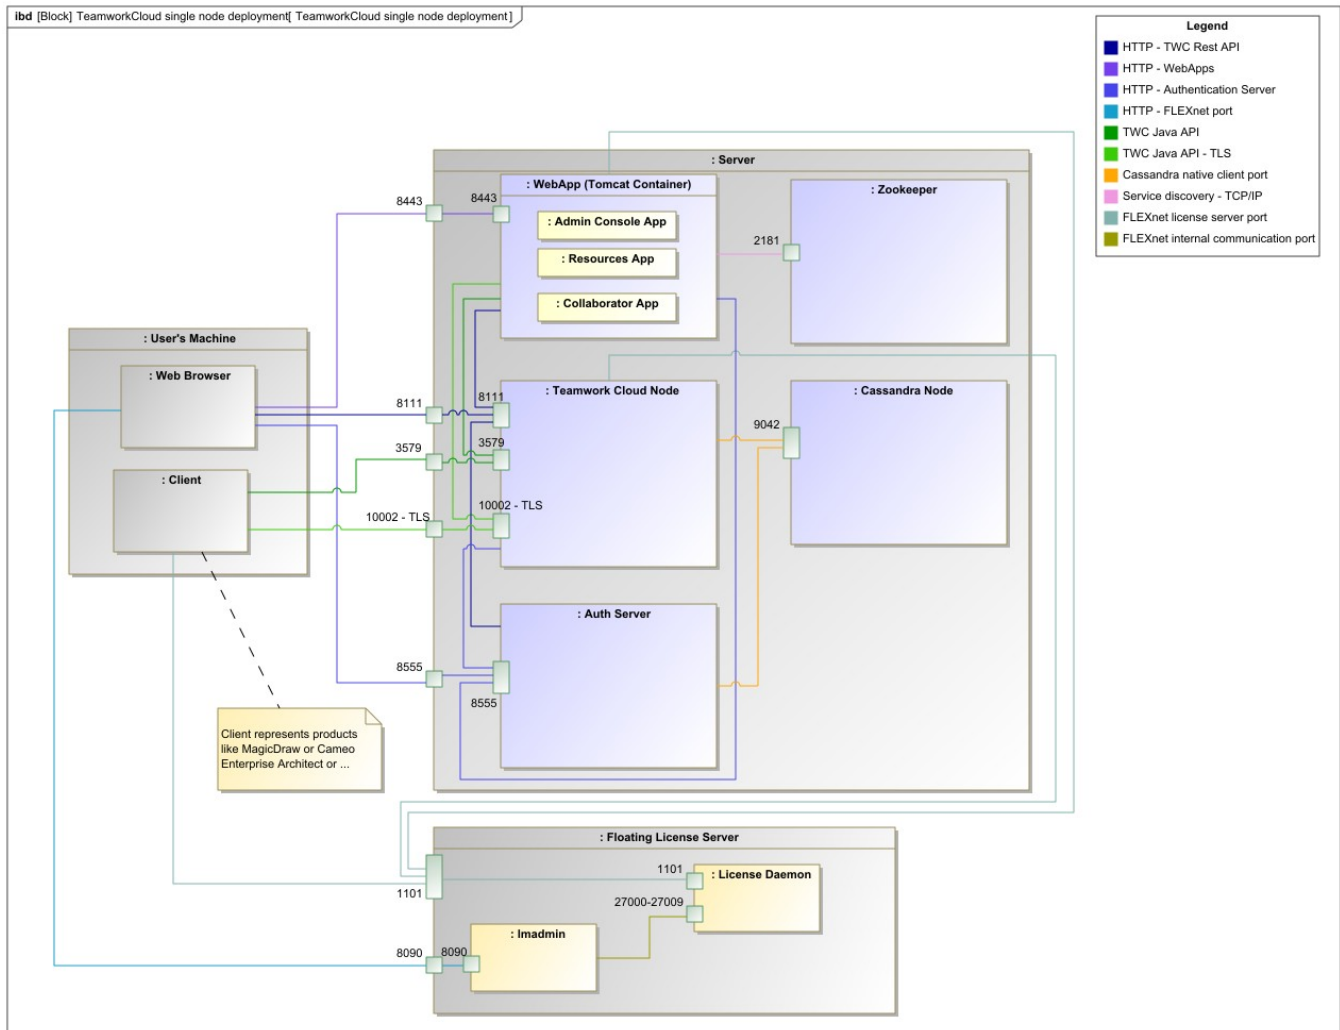 ibd [Block] TeamworkCloud single node deployment[ TeamworkCloud single node deployment]
Legend
HTTP - TWC Rest API
HTTP - WebApps
HTTP - Authentication Server
HTTP - FLEXnet port
TWC Java API
TWC Java API - TLS
Cassandra native client port
Service discovery - TCP/IP
FLEXnet license server port
FLEXnet internal communication port
: Server
: WebApp (Tomcat Container)
8443
8443
: Admin Console App
: Resources App
: Collaborator App
: Zookeeper
2181
: User's Machine
: Web Browser
: Client
8111
8111
3579
3579
10002 - TLS
10002 - TLS
: Teamwork Cloud Node
: Cassandra Node
9042
: Auth Server
8555
8555
Client represents products
like MagicDraw or Cameo
Enterprise Architect or ...
: Floating License Server
1101
1101
: License Daemon
27000-27009
: lmadmin
8090
8090